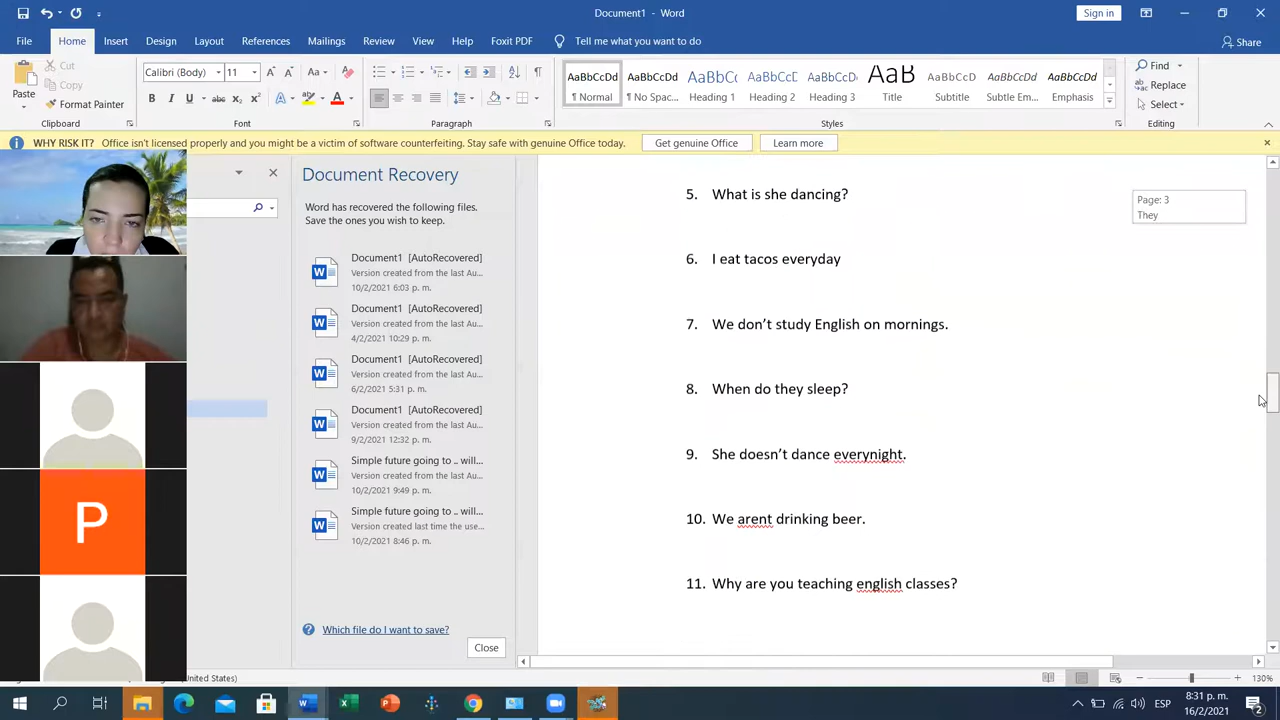 Document1 - Word
Sign in
File Home Insert Design Layout References Mailings Review View Help Foxit PDF Tell me what you want to do Share
Paste
Cut
Copy
Format Painter
Calibri (Body) 11
AaBbCcDd AaBbCcDd AaBbCc AaBbCcC AaBbCcD AaB AaBbCcD AaBbCcDd AaBbCcDd
¶ Normal ¶ No Spac... Heading 1 Heading 2 Heading 3 Title Subtitle Subtle Em... Emphasis
Find
Replace
Select
Clipboard Font Paragraph Styles Editing
WHY RISK IT? Office isn't licensed properly and you might be a victim of software counterfeiting. Stay safe with genuine Office today. Get genuine Office Learn more
Document Recovery
Word has recovered the following files.
Save the ones you wish to keep.
Document1 [AutoRecovered]
Version created from the last Au...
10/2/2021 6:03 p. m.
Document1 [AutoRecovered]
Version created from the last Au...
4/2/2021 10:29 p. m.
Document1 [AutoRecovered]
Version created from the last Au...
6/2/2021 5:31 p. m.
Document1 [AutoRecovered]
Version created from the last Au...
9/2/2021 12:32 p. m.
Simple future going to .. will...
Version created from the last Au...
10/2/2021 9:49 p. m.
Simple future going to .. will...
Version created last time the use...
10/2/2021 8:46 p. m.
Which file do I want to save?
Close
P
5. What is she dancing?
6. I eat tacos everyday
7. We don't study English on mornings.
8. When do they sleep?
9. She doesn't dance everynight.
10. We arent drinking beer.
11. Why are you teaching english classes?
Page: 3
They
United States)
130%
ESP
8:31 p. m.
16/2/2021
2